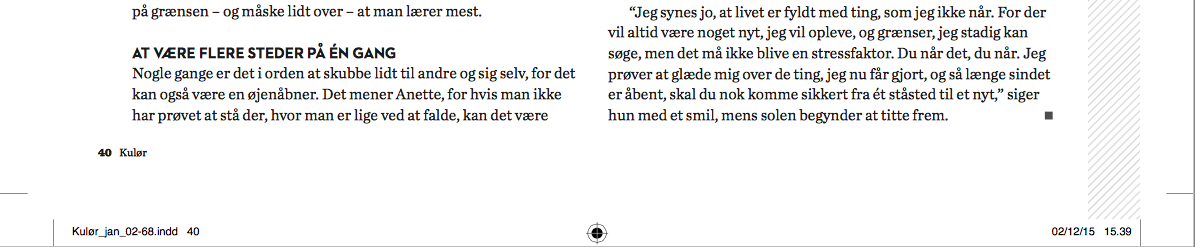 på grænsen – og måske lidt over – at man lærer mest.
AT VÆRE FLERE STEDER PÅ ÉN GANG
Nogle gange er det i orden at skubbe lidt til andre og sig selv, for det
kan også være en øjenåbner. Det mener Anette, for hvis man ikke
har prøvet at stå der, hvor man er lige ved at falde, kan det være
“Jeg synes jo, at livet er fyldt med ting, som jeg ikke når. For der
vil altid være noget nyt, jeg vil opleve, og grænser, jeg stadig kan
søge, men det må ikke blive en stressfaktor. Du når det, du når. Jeg
prøver at glæde mig over de ting, jeg nu får gjort, og så længe sindet
er åbent, skal du nok komme sikkert fra ét ståsted til et nyt,” siger
hun med et smil, mens solen begynder at titte frem.
40 Kulør
Kulør_jan_02-68.indd 40
02/12/15 15.39